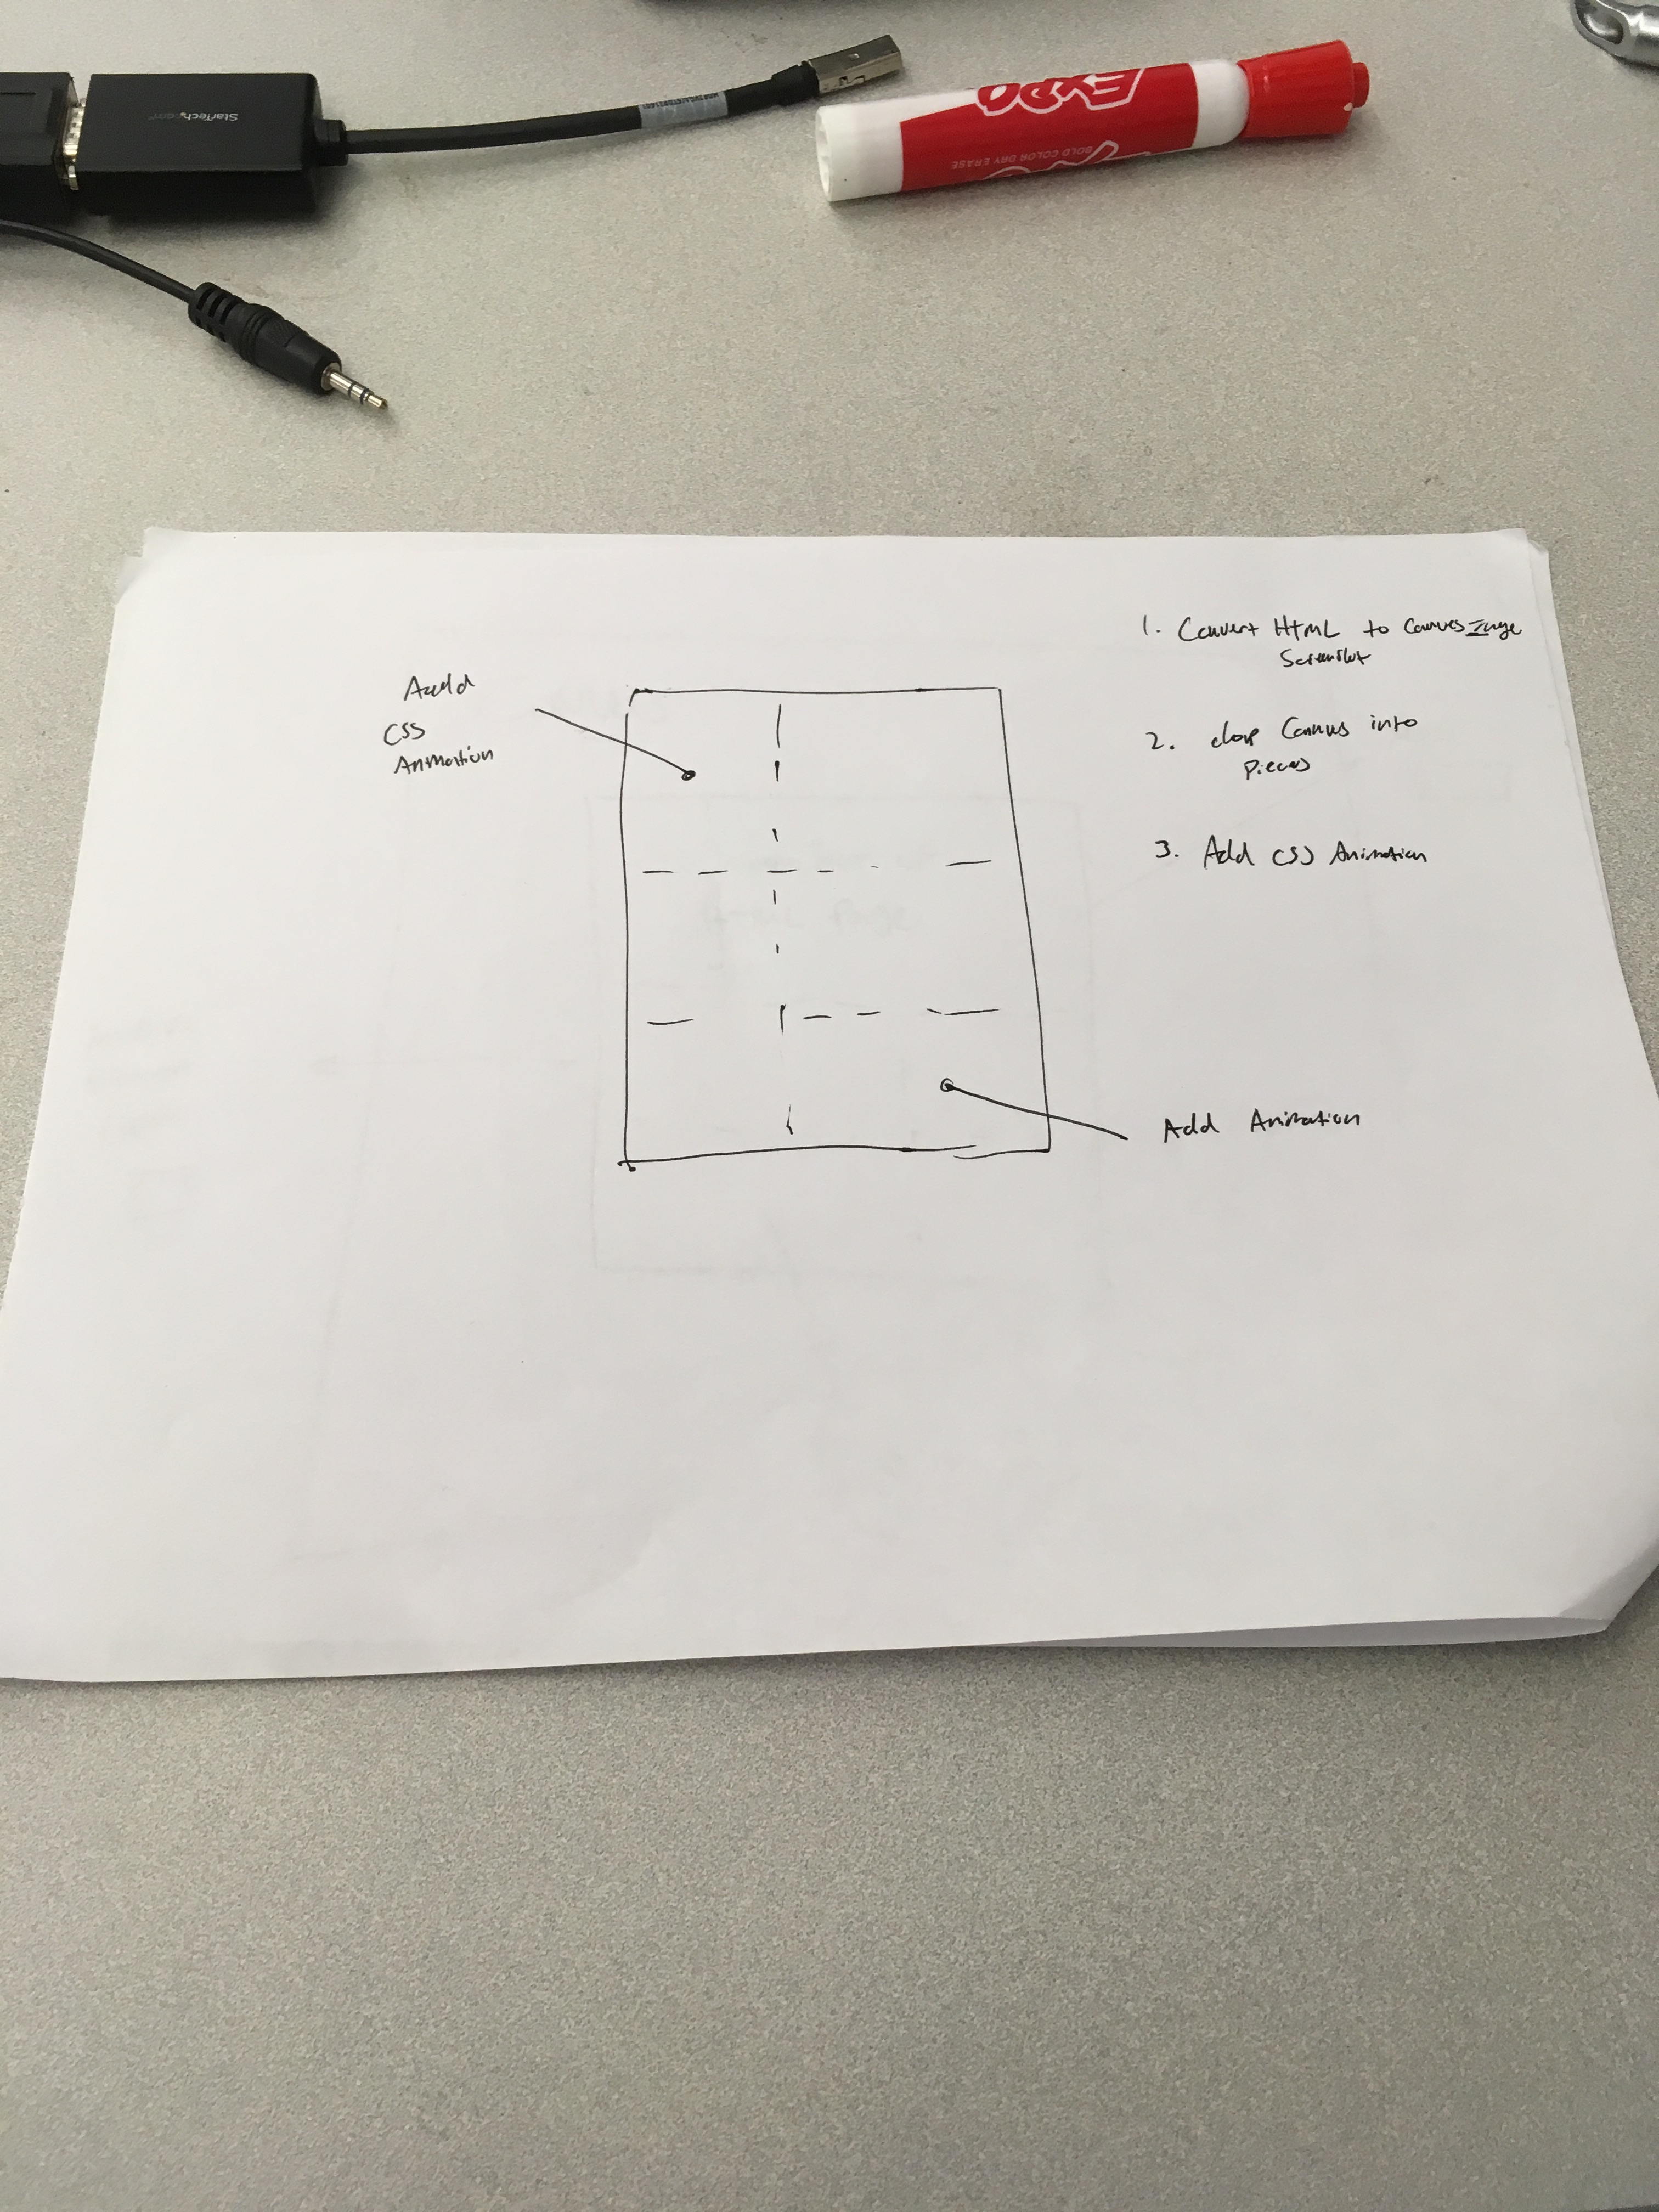 StarTech.com
EXPO
BOLD COLOR DRY ERASE
Add
CSS
Animation
1. Convert HTML to Canvas Image
Screenshot
2. chop Canvas into
pieces
3. Add CSS Animation
Add Animation